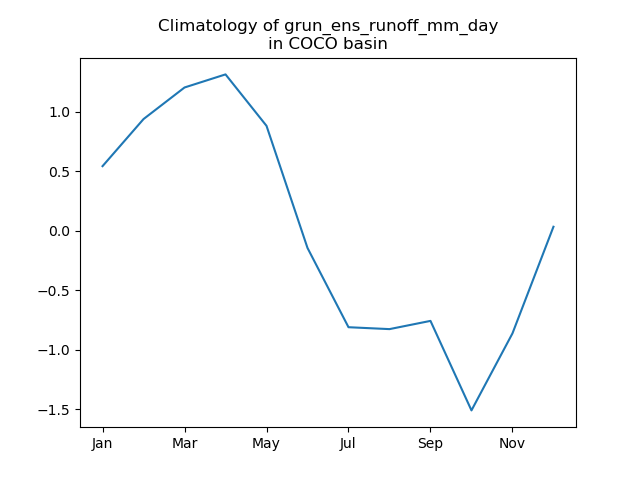 Climatology of grun_ens_runoff_mm_day
in COCO basin
1.0
0.5
0.0
−0.5
−1.0
−1.5
Jan Mar May Jul Sep Nov